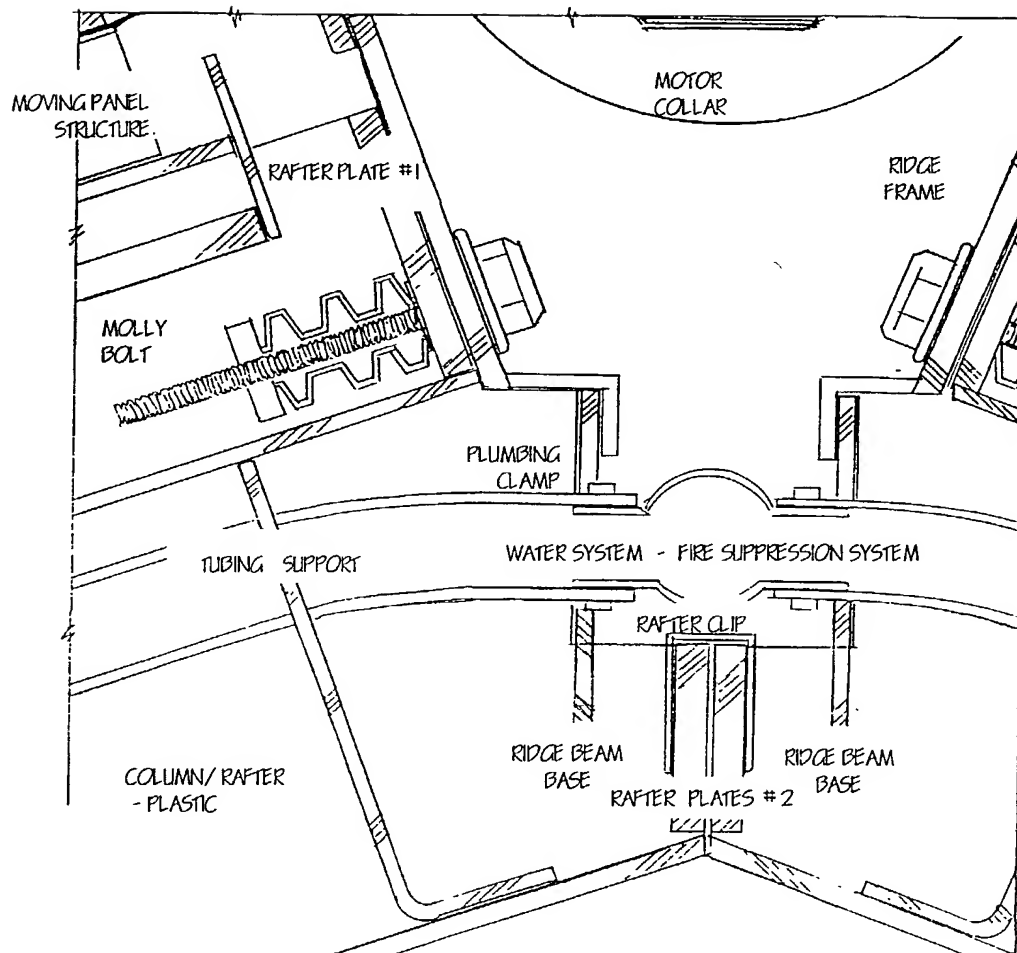 MOTOR
COLLAR
MOVING PANEL
STRUCTURE.
RAFTER PLATE #1
RIDGE
FRAME
MOLLY
BOLT
PLUMBING
CLAMP
TUBING SUPPORT
WATER SYSTEM - FIRE SUPPRESSION SYSTEM
RAFTER CLIP
RIDGE BEAM
BASE
RIDGE BEAM
BASE
COLUMN/RAFTER
- PLASTIC
RAFTER PLATES #2